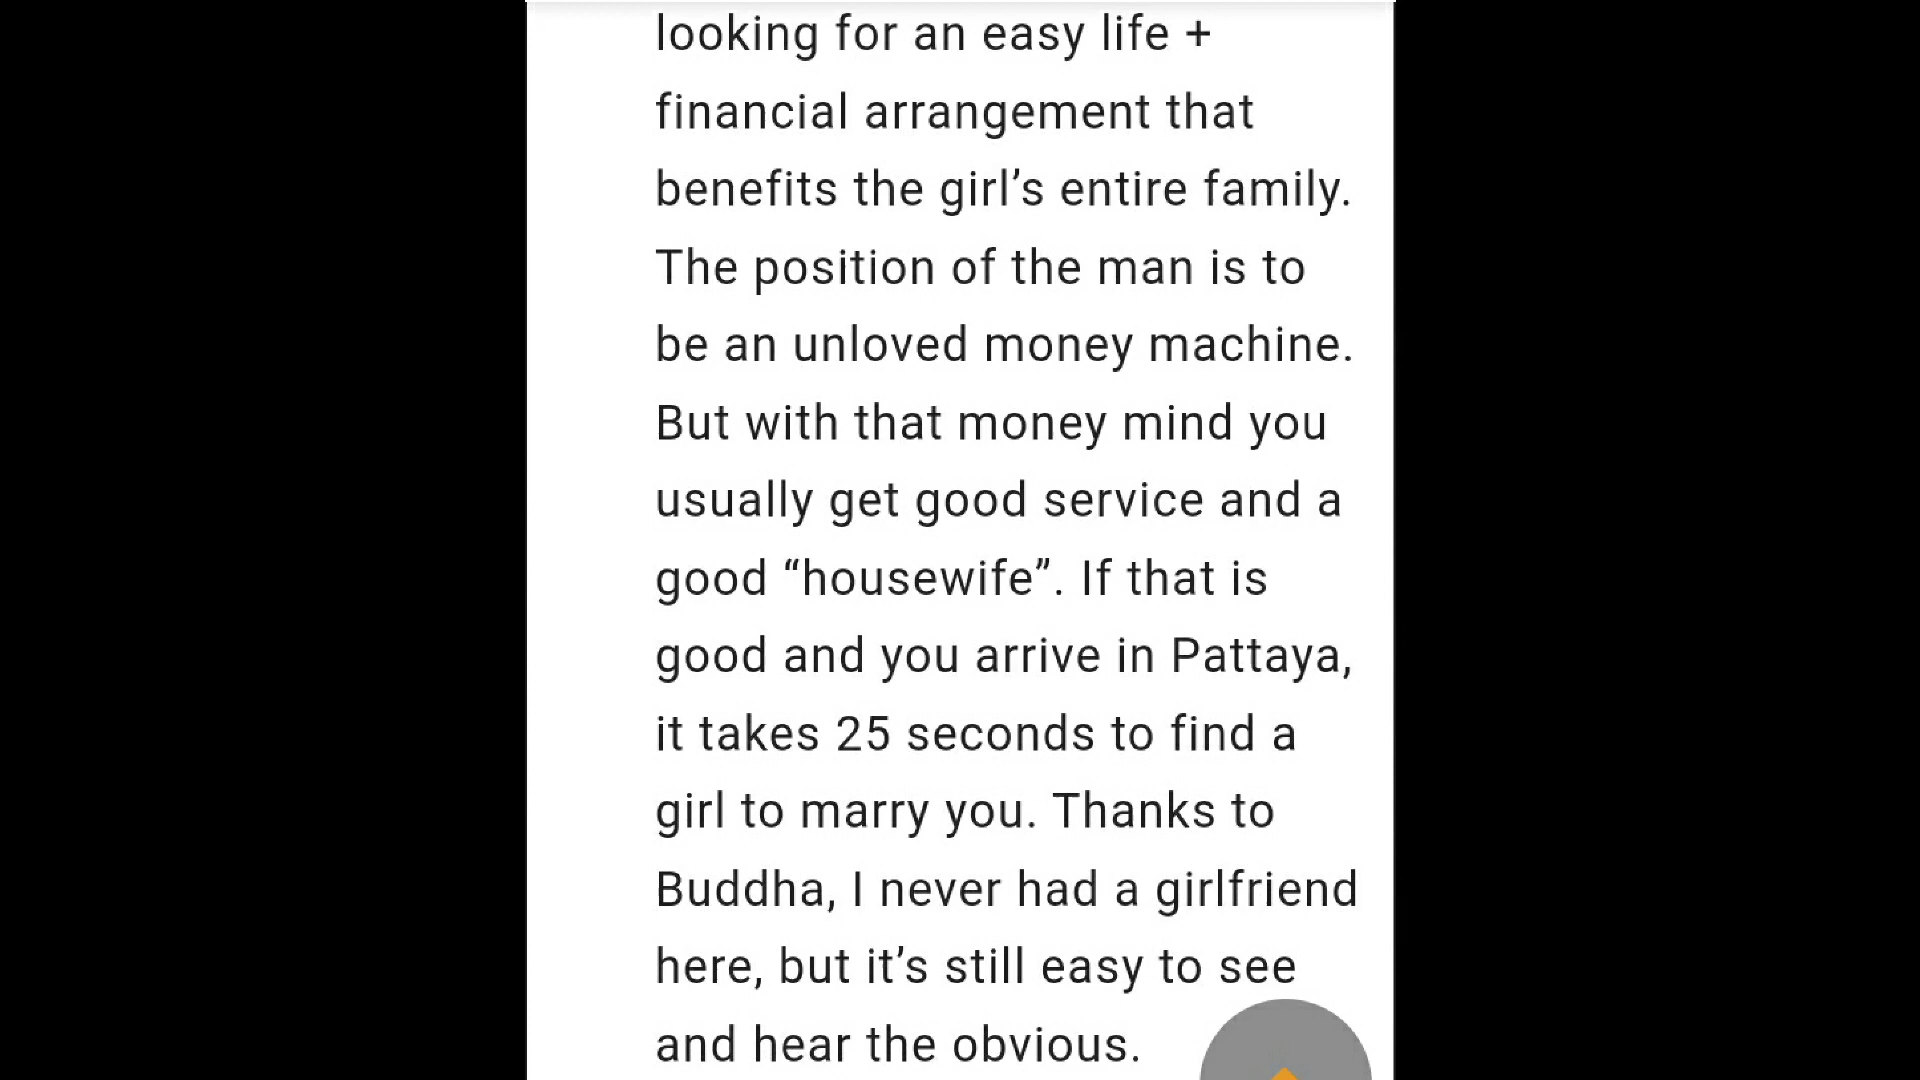 looking for an easy life +
financial arrangement that
benefits the girl’s entire family.
The position of the man is to
be an unloved money machine.
But with that money mind you
usually get good service and a
good “housewife”. If that is
good and you arrive in Pattaya,
it takes 25 seconds to find a
girl to marry you. Thanks to
Buddha, I never had a girlfriend
here, but it’s still easy to see
and hear the obvious.